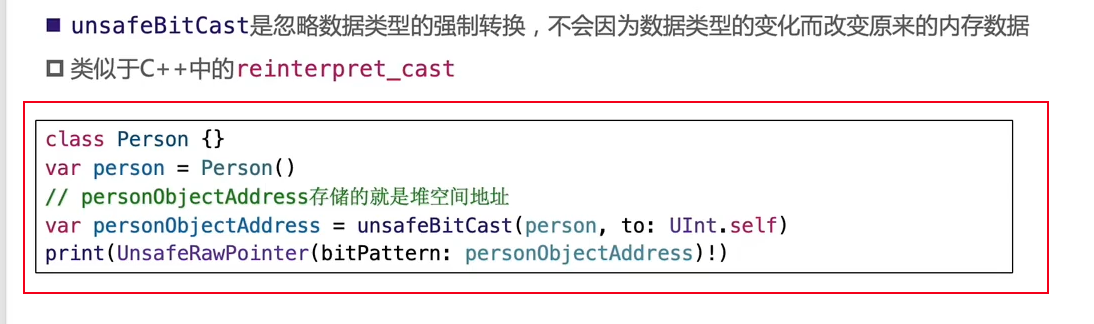 ■ unsafeBitCast是忽略数据类型的强制转换，不会因为数据类型的变化而改变原来的内存数据
□ 类似于C++中的reinterpret_cast
class Person {}
var person = Person()
// personObjectAddress存储的就是堆空间地址
var personObjectAddress = unsafeBitCast(person, to: UInt.self)
print(UnsafeRawPointer(bitPattern: personObjectAddress)!)